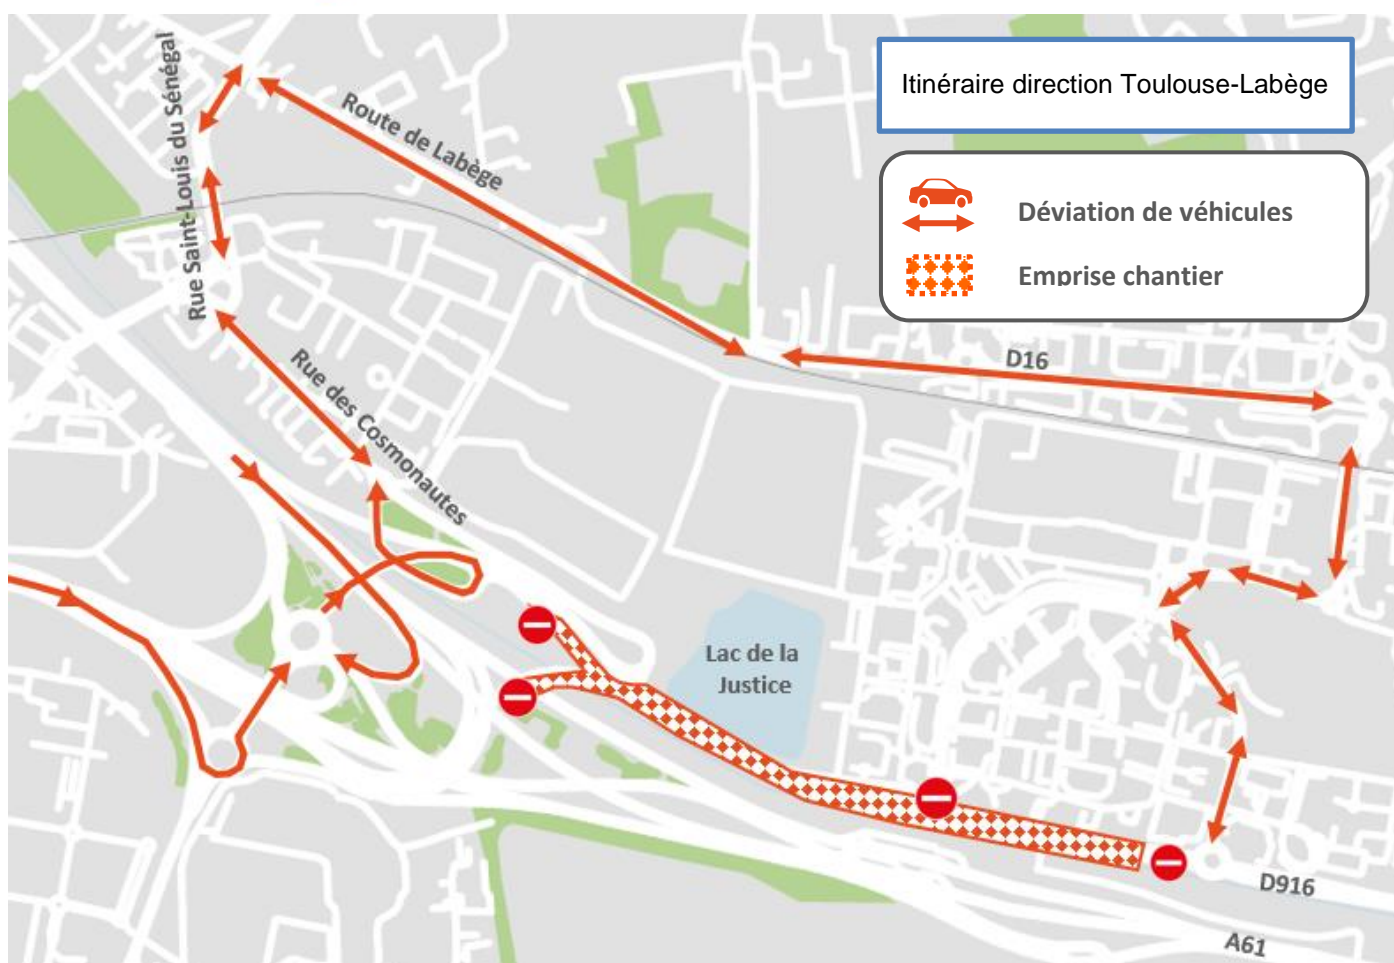 Itinéraire direction Toulouse-Labège
Déviation de véhicules
Emprise chantier
Rue Saint-Louis du Sénégal
Route de Labège
D16
Rue des Cosmonautes
Lac de la
Justice
D916
A61